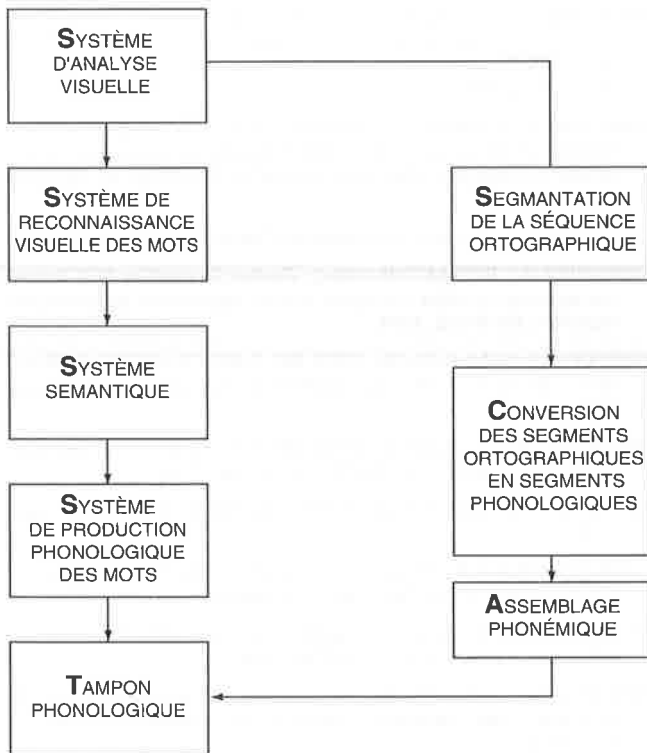 SYSTÈME
D'ANALYSE
VISUELLE
SYSTÈME DE
RECONNAISSANCE
VISUELLE DES MOTS
SYSTÈME
SEMANTIQUE
SYSTÈME
DE PRODUCTION
PHONOLOGIQUE
DES MOTS
TAMPON
PHONOLOGIQUE
SEGMANTATION
DE LA SÉQUENCE
ORTOGRAPHIQUE
CONVERSION
DES SEGMENTS
ORTOGRAPHIQUES
EN SEGMENTS
PHONOLOGIQUES
ASSEMBLAGE
PHONÉMIQUE